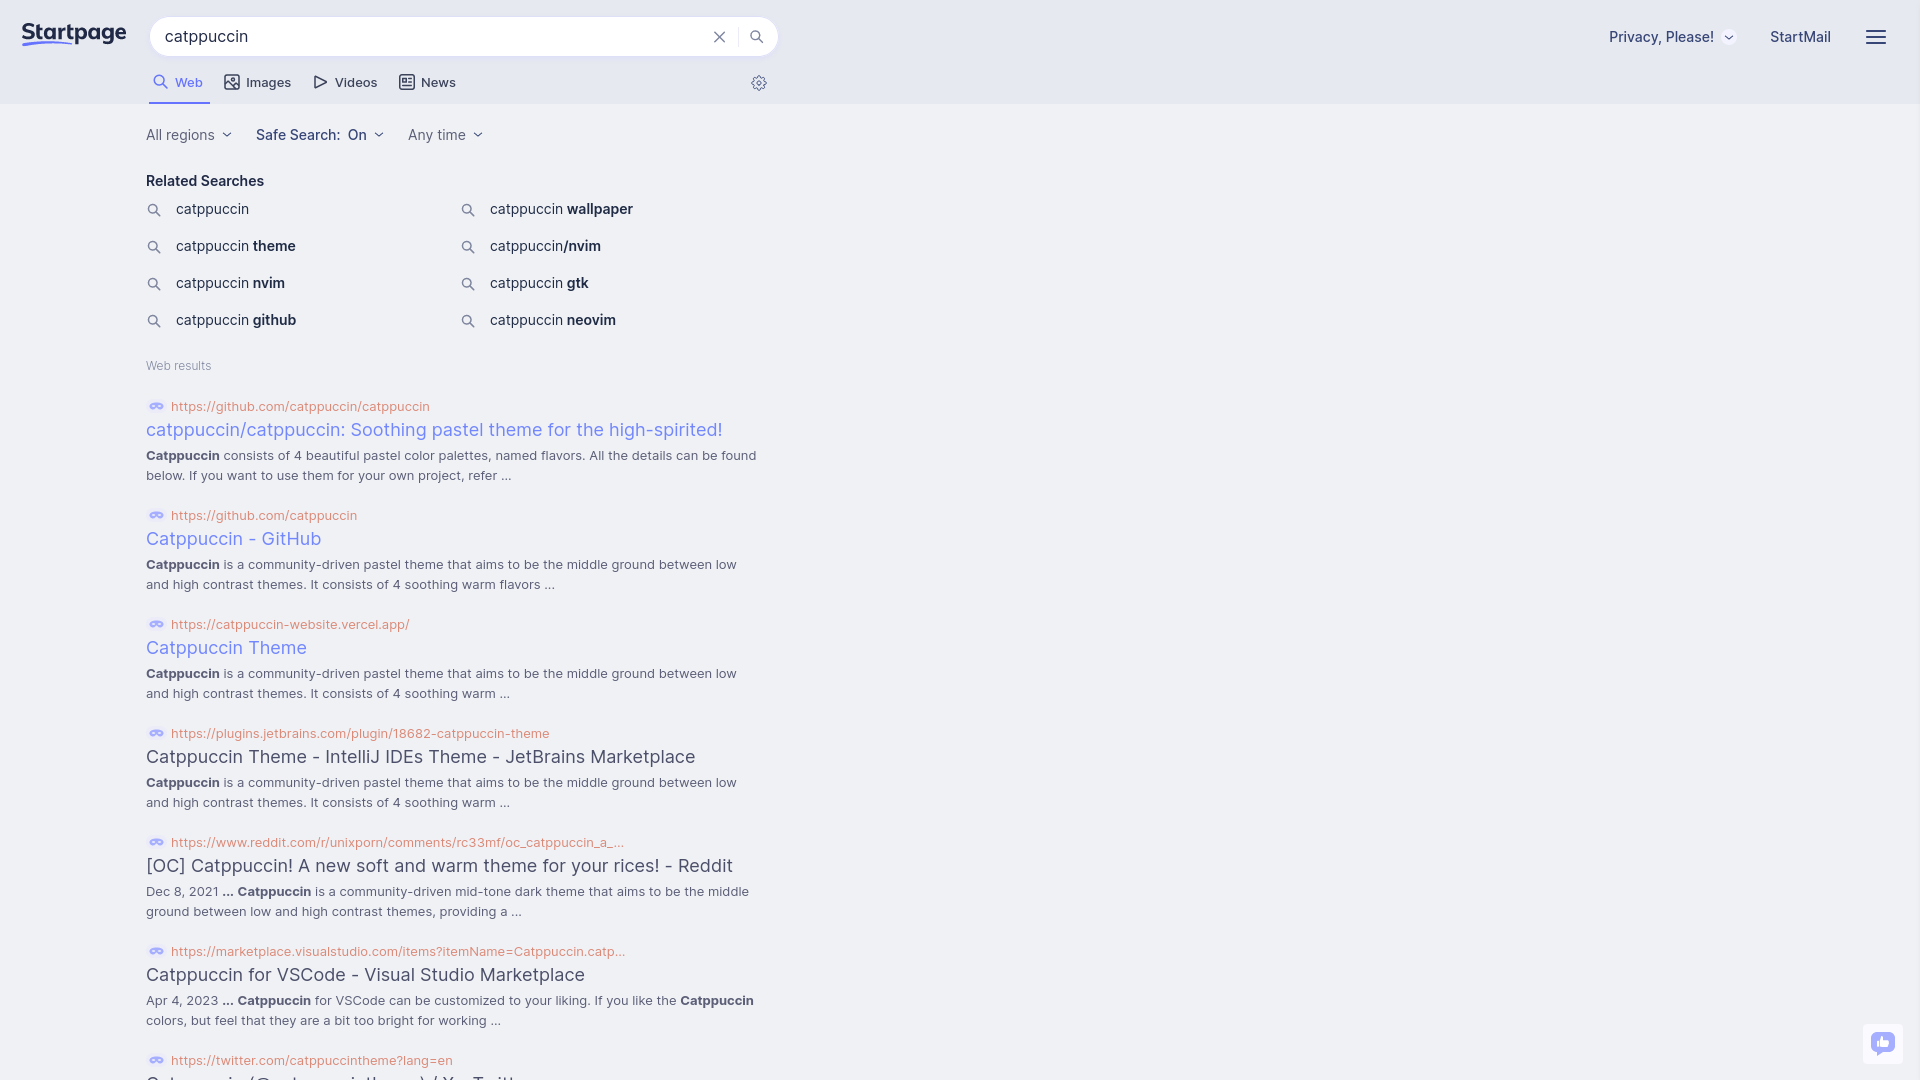 Startpage
catppuccin
Privacy, Please!
StartMail
Web
Images
Videos
News
All regions
Safe Search: On
Any time
Related Searches
catppuccin
catppuccin wallpaper
catppuccin theme
catppuccin/nvim
catppuccin nvim
catppuccin gtk
catppuccin github
catppuccin neovim
Web results
https://github.com/catppuccin/catppuccin
catppuccin/catppuccin: Soothing pastel theme for the high-spirited!
Catppuccin consists of 4 beautiful pastel color palettes, named flavors. All the details can be found
below. If you want to use them for your own project, refer ...
https://github.com/catppuccin
Catppuccin - GitHub
Catppuccin is a community-driven pastel theme that aims to be the middle ground between low
and high contrast themes. It consists of 4 soothing warm flavors ...
https://catppuccin-website.vercel.app/
Catppuccin Theme
Catppuccin is a community-driven pastel theme that aims to be the middle ground between low
and high contrast themes. It consists of 4 soothing warm ...
https://plugins.jetbrains.com/plugin/18682-catppuccin-theme
Catppuccin Theme - IntelliJ IDEs Theme - JetBrains Marketplace
Catppuccin is a community-driven pastel theme that aims to be the middle ground between low
and high contrast themes. It consists of 4 soothing warm ...
https://www.reddit.com/r/unixporn/comments/rc33mf/oc_catppuccin_a_...
[OC] Catppuccin! A new soft and warm theme for your rices! - Reddit
Dec 8, 2021 ... Catppuccin is a community-driven mid-tone dark theme that aims to be the middle
ground between low and high contrast themes, providing a ...
https://marketplace.visualstudio.com/items?itemName=Catppuccin.catp...
Catppuccin for VSCode - Visual Studio Marketplace
Apr 4, 2023 ... Catppuccin for VSCode can be customized to your liking. If you like the Catppuccin
colors, but feel that they are a bit too bright for working ...
https://twitter.com/catppuccintheme?lang=en